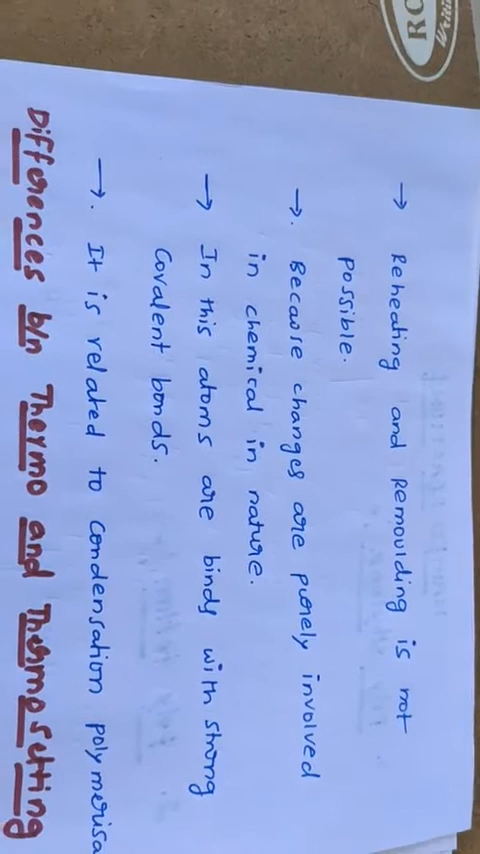 → Reheating and Remoulding is not
possible.
→. Because changes are purely involved
in chemical in nature.
→ In this atoms are bindy with strong
Covalent bonds.
→. It is related to condensation polymerisa
Differences b/n Thermo and Thermosetting